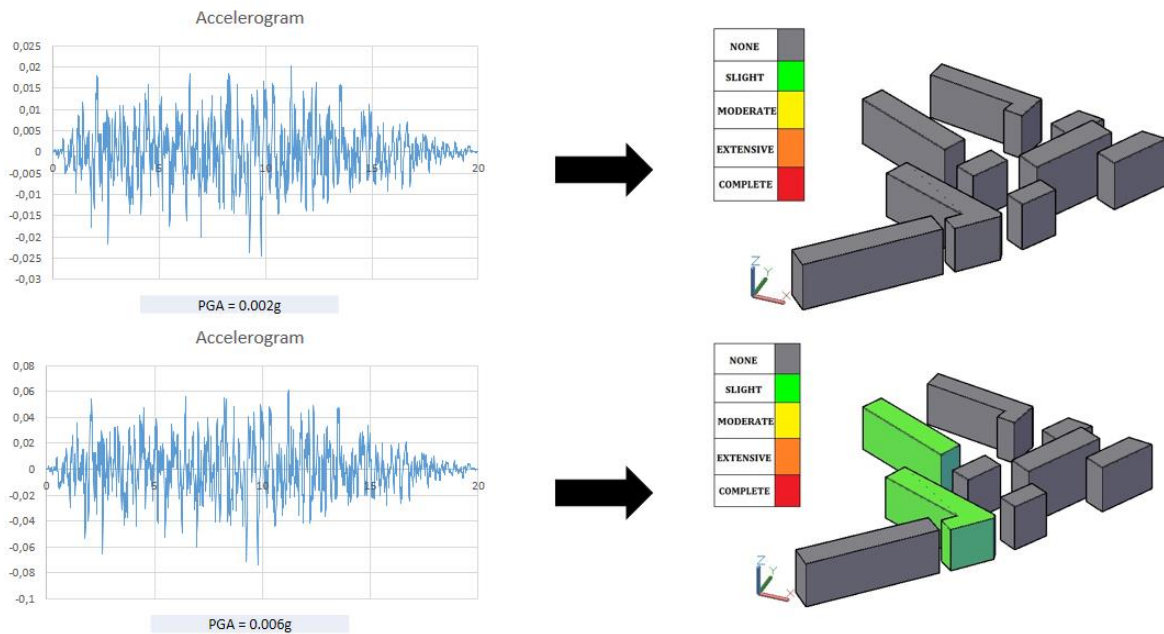 Accelerogram
0,025
0,02
0,015
0,01
0,005
0
-0,005
-0,01
-0,015
-0,02
-0,025
-0,03
0 5 10 15 20
PGA = 0.002g
NONE
SLIGHT
MODERATE
EXTENSIVE
COMPLETE
Z
Y
X
Accelerogram
0,08
0,06
0,04
0,02
0
-0,02
-0,04
-0,06
-0,08
-0,1
0 5 10 15 20
PGA = 0.006g
NONE
SLIGHT
MODERATE
EXTENSIVE
COMPLETE
Z
Y
X